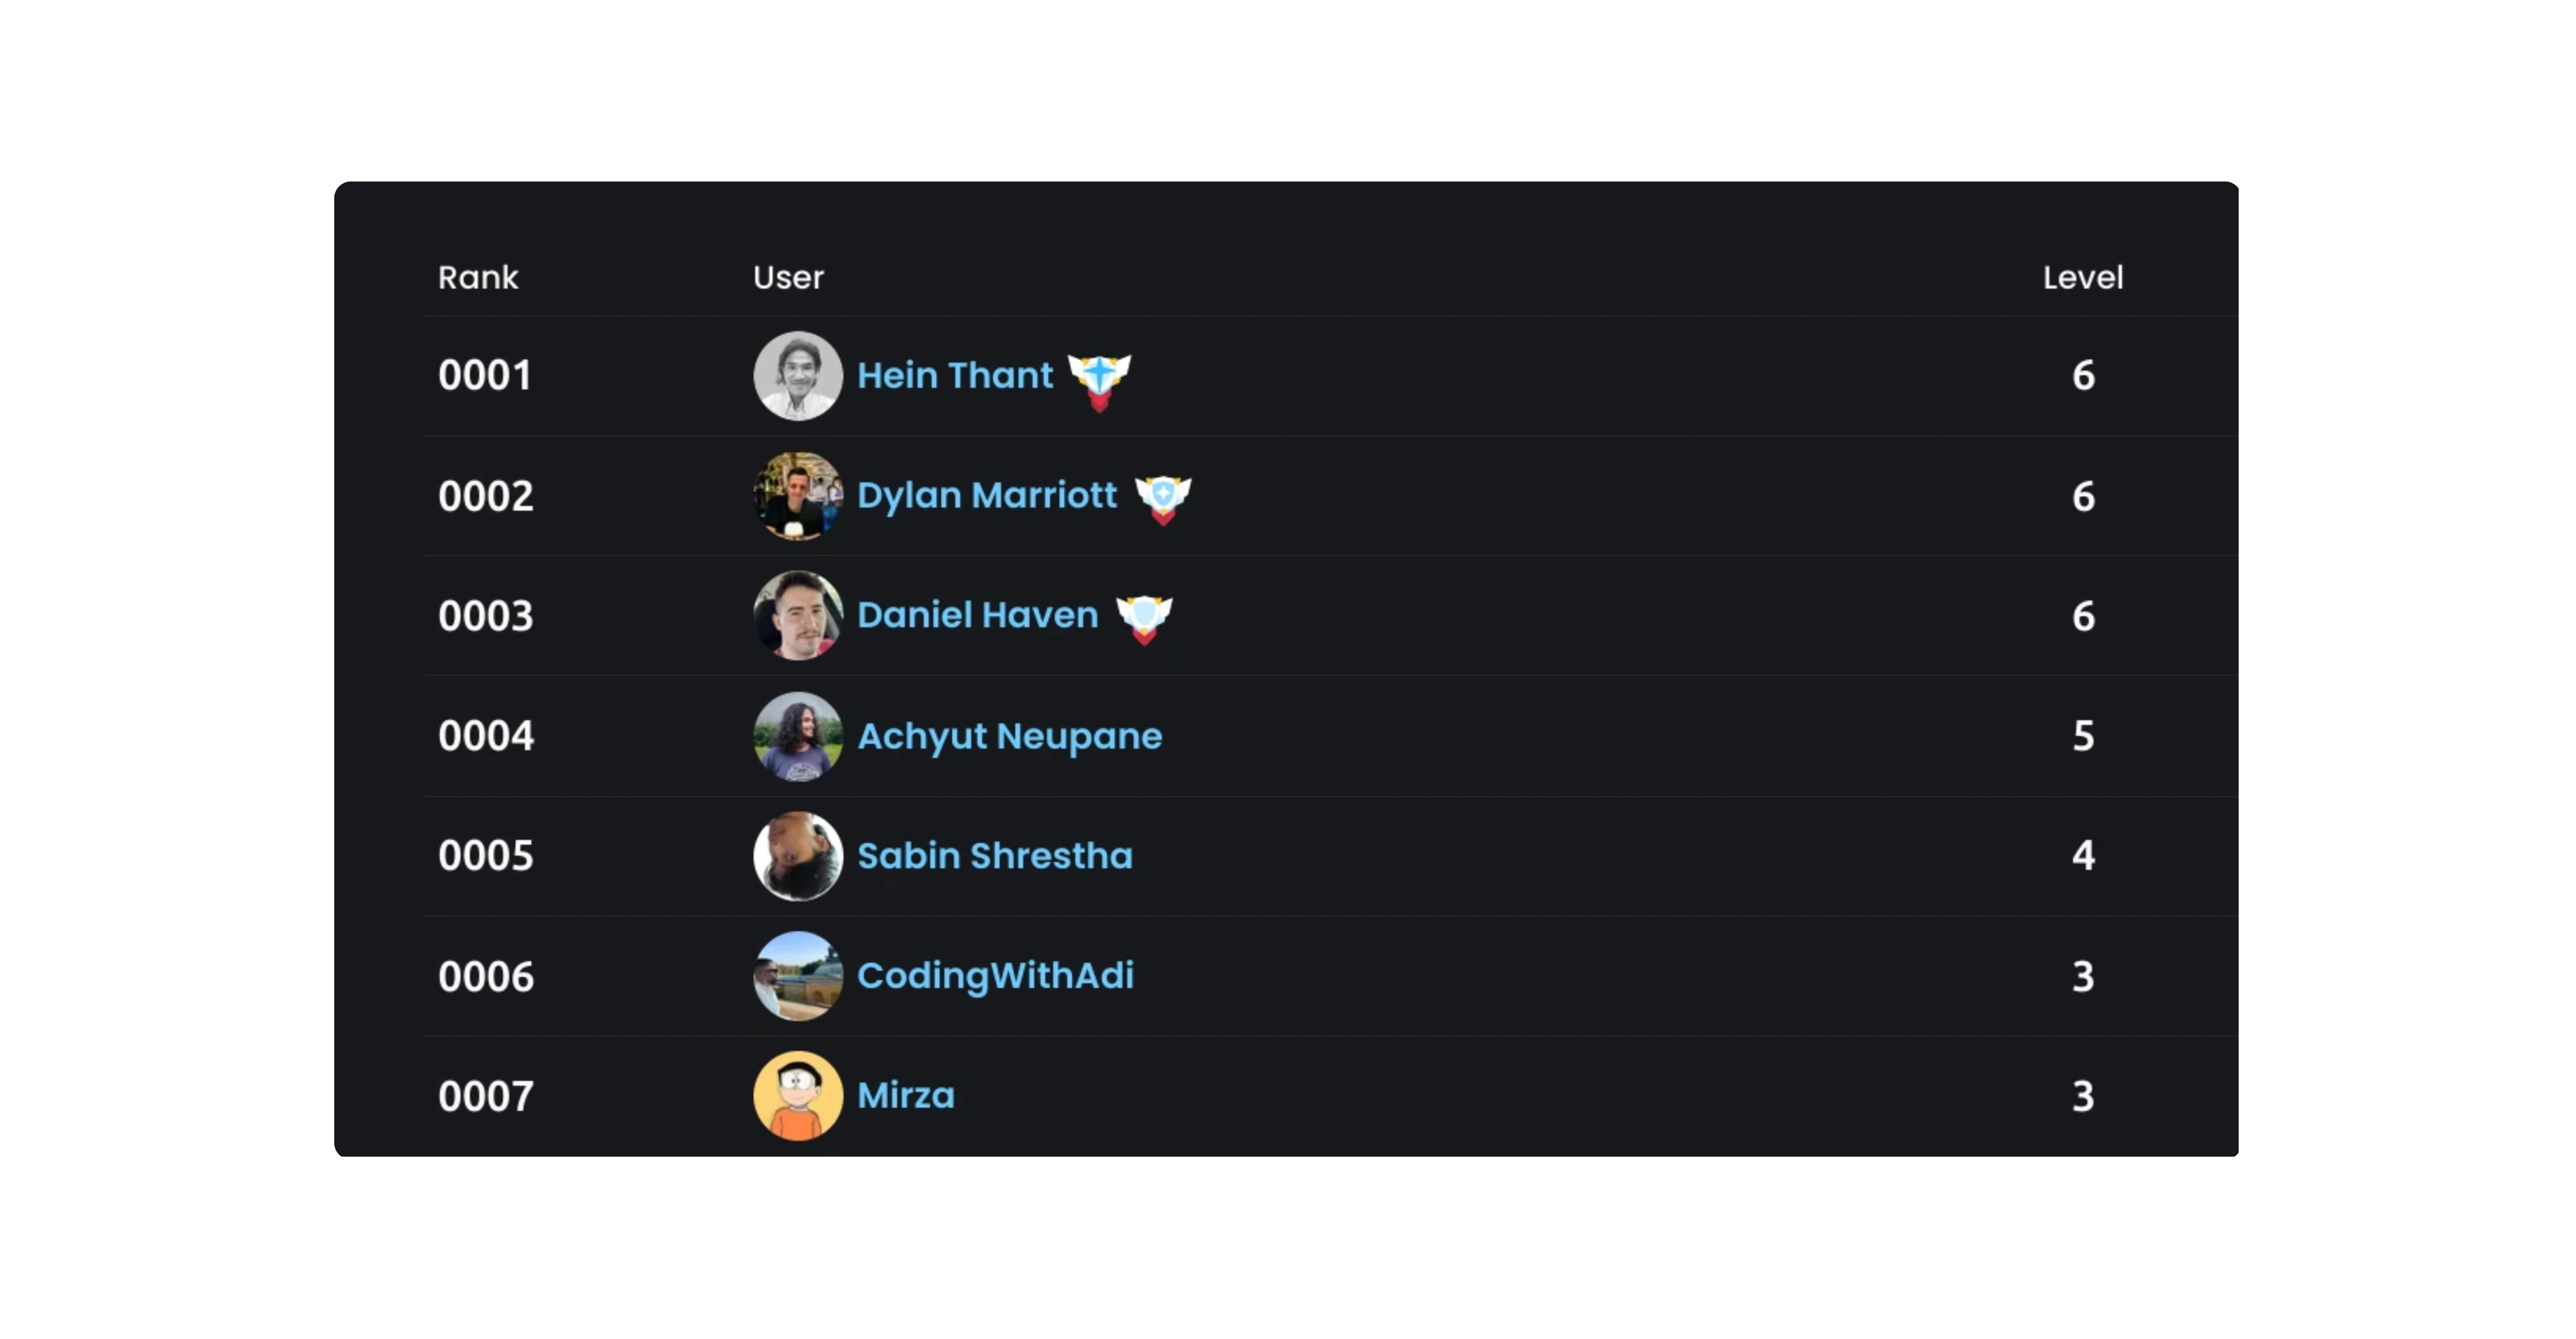 Rank User Level
0001 Hein Thant 6
0002 Dylan Marriott 6
0003 Daniel Haven 6
0004 Achyut Neupane 5
0005 Sabin Shrestha 4
0006 CodingWithAdi 3
0007 Mirza 3